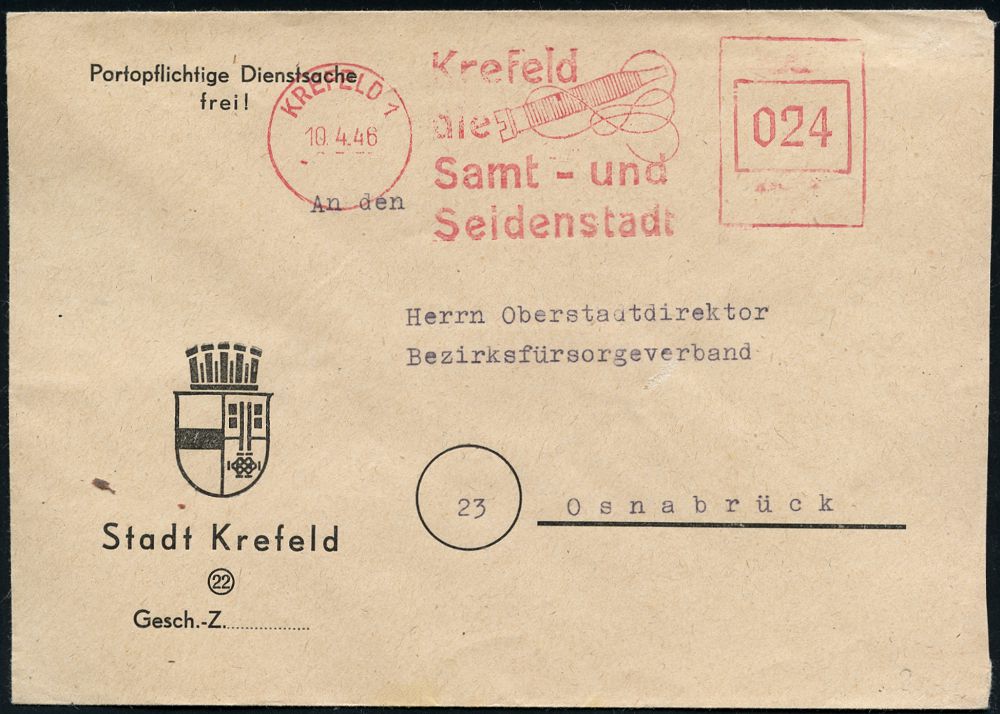 Portopflichtige Dienstsache
frei!
KREFELD 1
10.4.46
Krefeld
die
Samt - und
Seidenstadt
024
An den
Herrn Oberstadtdirektor
Bezirksfürsorgeverband
23
Osnabrück
Stadt Krefeld
22
Gesch.-Z.